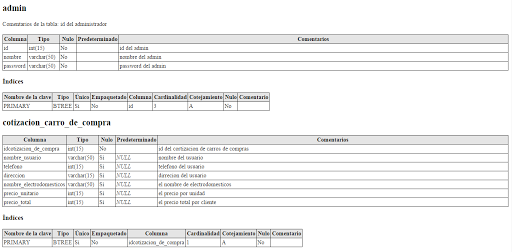 admin
Comentarios de la tabla: id del administrador
Columna Tipo Nulo Predeterminado Comentarios
id int(15) No id del admin
nombre varchar(50) No nombre del admin
password varchar(50) No password del admin
Índices
Nombre de la clave Tipo Único Empaquetado Columna Cardinalidad Cotejamiento Nulo Comentario
PRIMARY BTREE Sí No id 3 A No
cotizacion_carro_de_compra
Columna Tipo Nulo Predeterminado Comentarios
idcotizacion_de_compra int(15) No id del cortizacion de carros de compras
nombre_usuario varchar(50) Sí NULL nombre del usuario
telefono int(15) Sí NULL telefono del usuario
direccion varchar(15) Sí NULL direccion del usuario
nombre_electrodomesticos varchar(50) Sí NULL el nombre de electrodomesticos
precio_unitario int(15) Sí NULL el precio por unidad
precio_total int(15) Sí NULL el precio total por cliente
Índices
Nombre de la clave Tipo Único Empaquetado Columna Cardinalidad Cotejamiento Nulo Comentario
PRIMARY BTREE Sí No idcotizacion_de_compra 1 A No